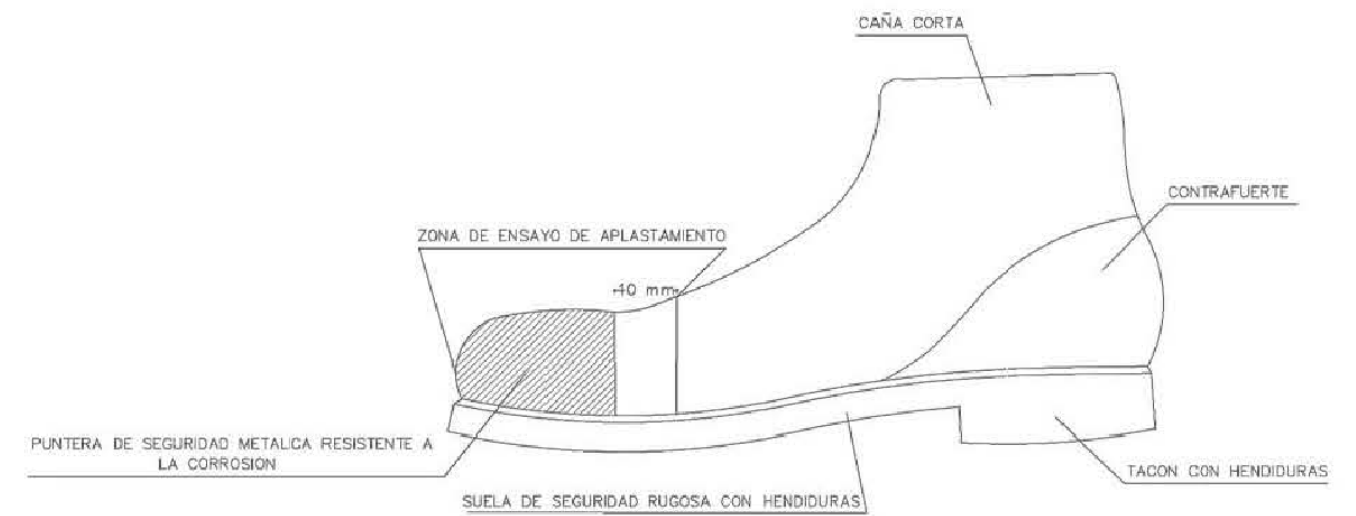 CAÑA CORTA
CONTRAFUERTE
ZONA DE ENSAYO DE APLASTAMIENTO
40 mm
PUNTERA DE SEGURIDAD METALICA RESISTENTE A
LA CORROSION
TACON CON HENDIDURAS
SUELA DE SEGURIDAD RUGOSA CON HENDIDURAS